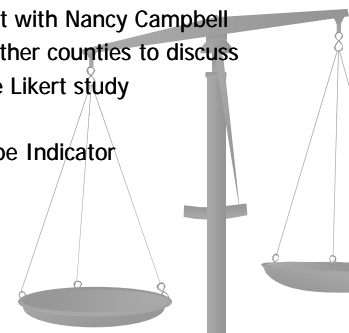 t with Nancy Campbell
ther counties to discuss
e Likert study
pe Indicator